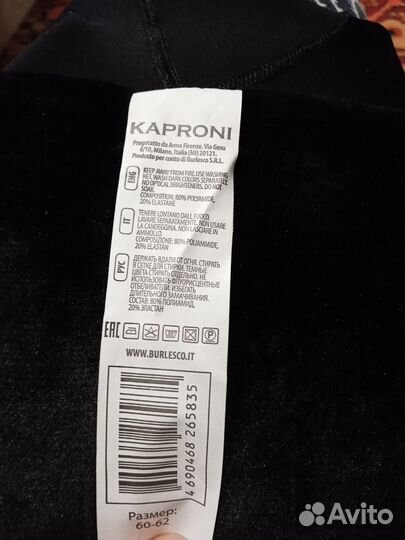 KAPRONI
Progettato da Anna Firenze. Via Gesu
6/10, Milano, Italia (MI) 20121.
Prodotto per conto di Burlesco S.R.L.
ENG
KEEP AWAY FROM FIRE.USE WASHING
NET. WASH DARK COLORS SEPARATELY.
NO OPTICAL BRIGHTENERS. DO NOT
SOAK.
COMPOSITION: 80% POLYAMIDE,
20% ELASTANE
IT
TENERE LONTANO DAL FUOCO.
LAVARE SEPARATAMENTE. NON USARE
LA CANDEGGINA. NON LASCIARE IN
AMMOLLO.
COMPOSIZIONE: 80% POLIAMMIDE,
20% ELASTAN
РУС
ДЕРЖАТЬ ВДАЛИ ОТ ОГНЯ. СТИРАТЬ
В СЕТКЕ ДЛЯ СТИРКИ. ТЕМНЫЕ
ЦВЕТА СТИРАТЬ ОТДЕЛЬНО. НЕ
ИСПОЛЬЗОВАТЬ ФЛУОРИСЦЕНТНЫЕ
ОТБЕЛИВАТЕЛИ. ИЗБЕГАТЬ
ДЛИТЕЛЬНОГО ЗАМАЧИВАНИЯ.
СОСТАВ: 80% ПОЛИАМИД,
20% ЭЛАСТАН
EAC
WWW.BURLESCO.IT
4690468 265835
Размер:
60-62
Avito